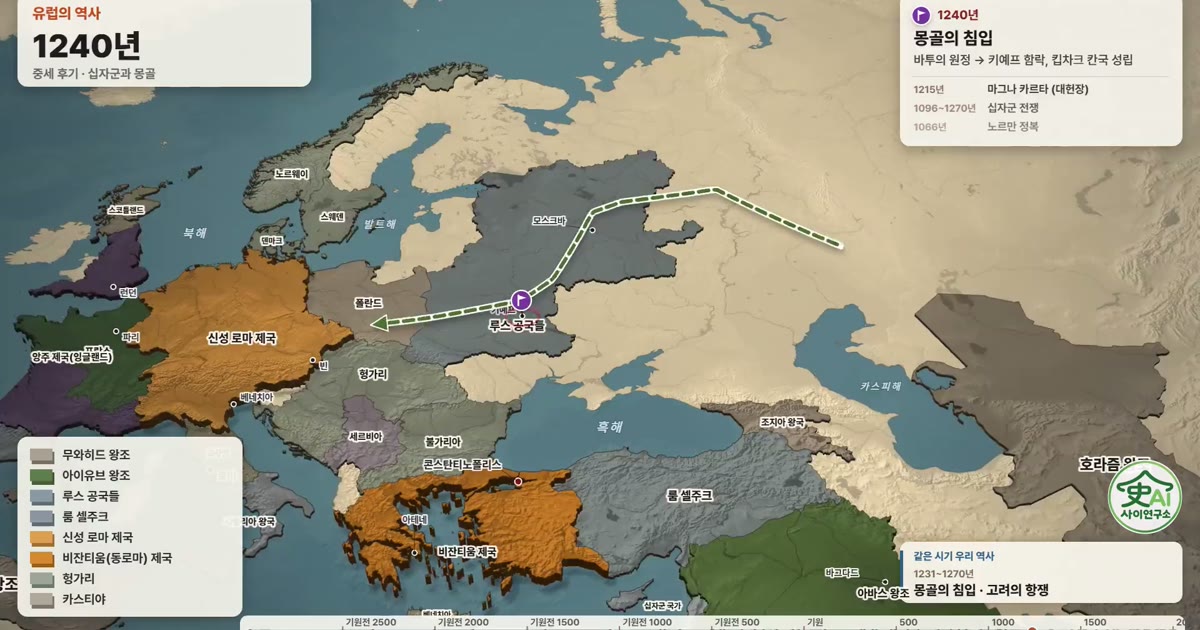 유럽의 역사
1240년
중세 후기 · 십자군과 몽골
1240년
몽골의 침입
바투의 원정 → 키예프 함락, 킵차크 칸국 성립
1215년 마그나 카르타 (대헌장)
1096~1270년 십자군 전쟁
1066년 노르만 정복
노르웨이
스웨덴
스코틀랜드
덴마크
북해
발트해
모스크바
런던
폴란드
루스 공국들
파리
신성 로마 제국
앙주 제국(잉글랜드)
빈
헝가리
베네치아
세르비아
불가리아
콘스탄티노폴리스
흑해
조지아 왕국
카스피해
호라즘
룸 셀주크
아테네
비잔티움 제국
바그다드
아바스 왕조
십자군 국가
베네치아
무와히드 왕조
아이유브 왕조
루스 공국들
룸 셀주크
신성 로마 제국
비잔티움(동로마) 제국
헝가리
카스티야
史AI
사이연구소
같은 시기 우리 역사
1231~1270년
몽골의 침입 · 고려의 항쟁
기원전 2500 기원전 2000 기원전 1500 기원전 1000 기원전 500 기원 500 1000 1500